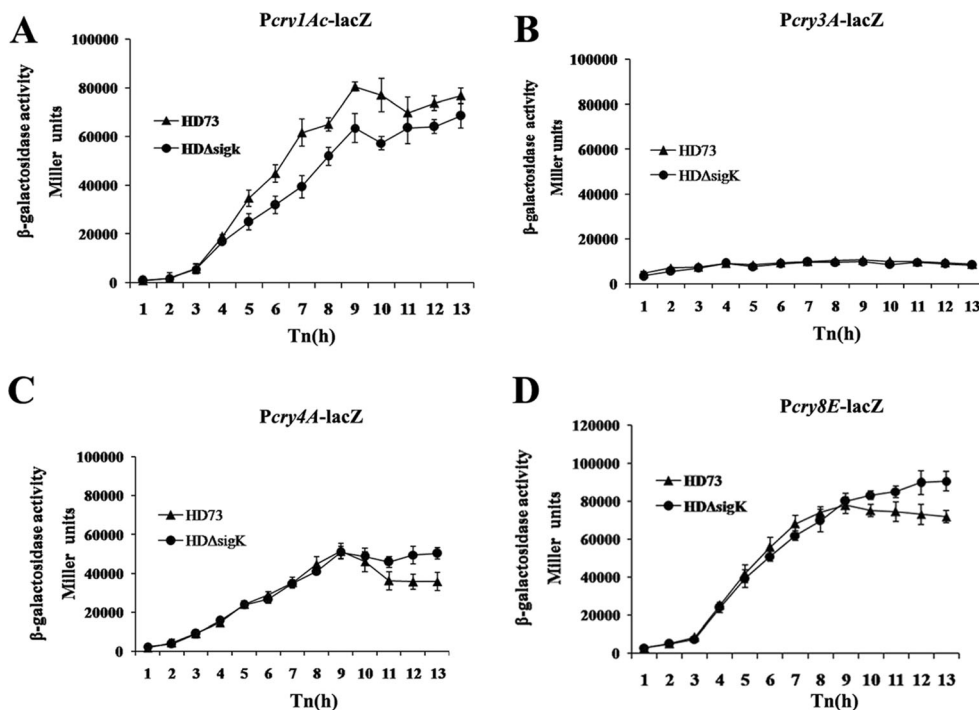 A
Pcry1Ac-lacZ
β-galactosidase activity
Miller units
100000
80000
60000
40000
20000
0
HD73
HDΔsigk
1 2 3 4 5 6 7 8 9 10 11 12 13
Tn(h)
B
Pcry3A-lacZ
β-galactosidase activity
Miller units
100000
80000
60000
40000
20000
0
HD73
HDΔsigK
1 2 3 4 5 6 7 8 9 10 11 12 13
Tn(h)
C
Pcry4A-lacZ
β-galactosidase activity
Miller units
100000
80000
60000
40000
20000
0
HD73
HDΔsigK
1 2 3 4 5 6 7 8 9 10 11 12 13
Tn(h)
D
Pcry8E-lacZ
β-galactosidase activity
Miller units
120000
100000
80000
60000
40000
20000
0
HD73
HDΔsigK
1 2 3 4 5 6 7 8 9 10 11 12 13
Tn(h)